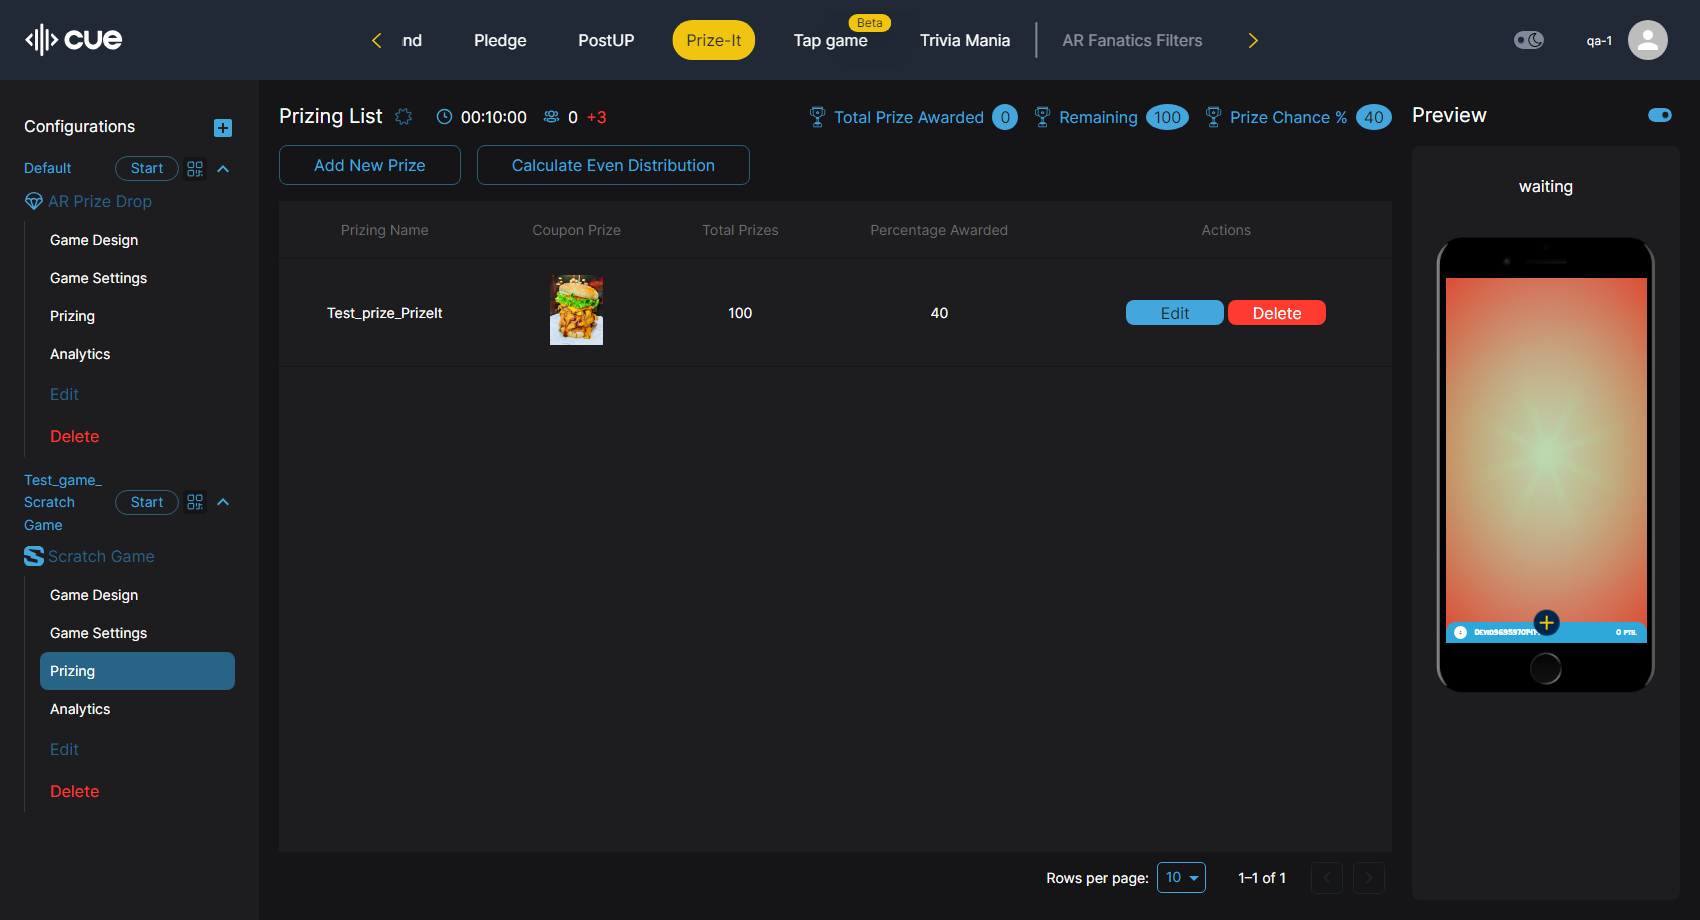 cue
nd
Pledge
PostUP
Prize-It
Beta
Tap game
Trivia Mania
AR Fanatics Filters
qa-1
Configurations
Default
Start
AR Prize Drop
Game Design
Game Settings
Prizing
Analytics
Edit
Delete
Test_game_
Scratch
Game
Start
Scratch Game
Game Design
Game Settings
Prizing
Analytics
Edit
Delete
Prizing List
00:10:00
0 +3
Total Prize Awarded 0
Remaining 100
Prize Chance % 40
Add New Prize
Calculate Even Distribution
Prizing Name Coupon Prize Total Prizes Percentage Awarded Actions
Test_prize_PrizeIt 100 40 Edit Delete
Rows per page: 10 1–1 of 1
Preview
waiting
0 PTS.